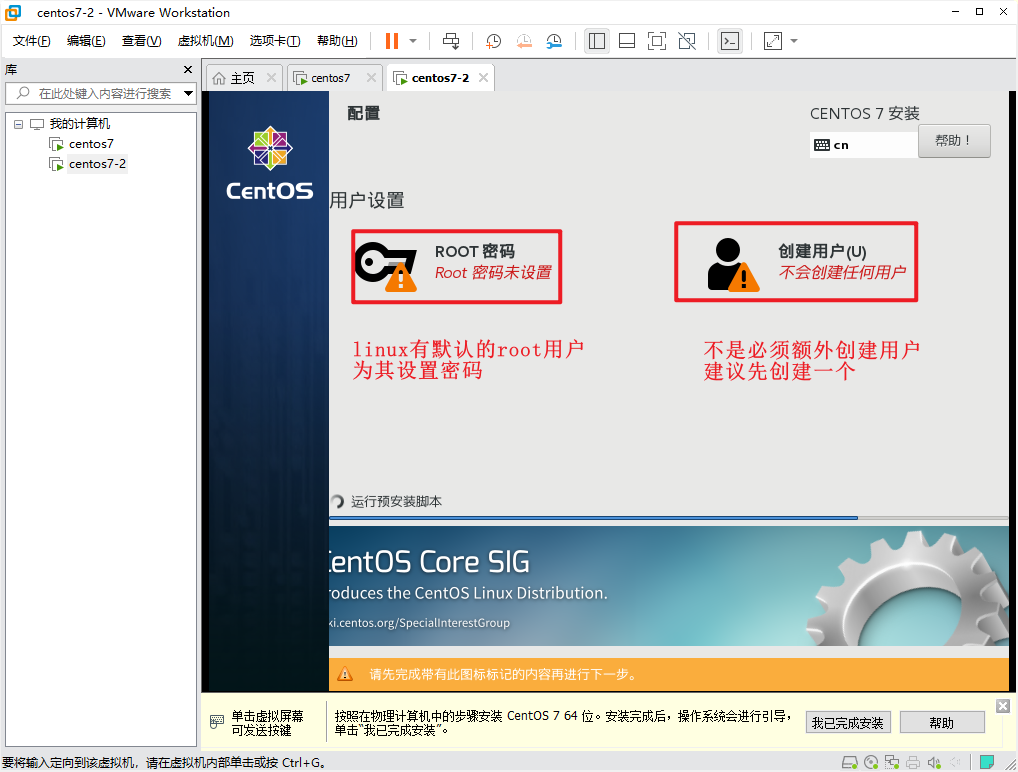 centos7-2 - VMware Workstation
文件(F) 编辑(E) 查看(V) 虚拟机(M) 选项卡(T) 帮助(H)
库
在此处键入内容进行搜索
我的计算机
centos7
centos7-2
主页 centos7 centos7-2
CentOS
配置
CENTOS 7 安装
cn
帮助！
用户设置
ROOT 密码
Root 密码未设置
创建用户(U)
不会创建任何用户
linux有默认的root用户
为其设置密码
不是必须额外创建用户
建议先创建一个
运行预安装脚本
CentOS Core SIG
roduces the CentOS Linux Distribution.
ki.centos.org/SpecialInterestGroup
请先完成带有此图标标记的内容再进行下一步。
单击虚拟屏幕
可发送按键
按照在物理计算机中的步骤安装 CentOS 7 64 位。安装完成后，操作系统会进行引导，
单击“我已完成安装”。
我已完成安装
帮助
要将输入定向到该虚拟机，请在虚拟机内部单击或按 Ctrl+G。